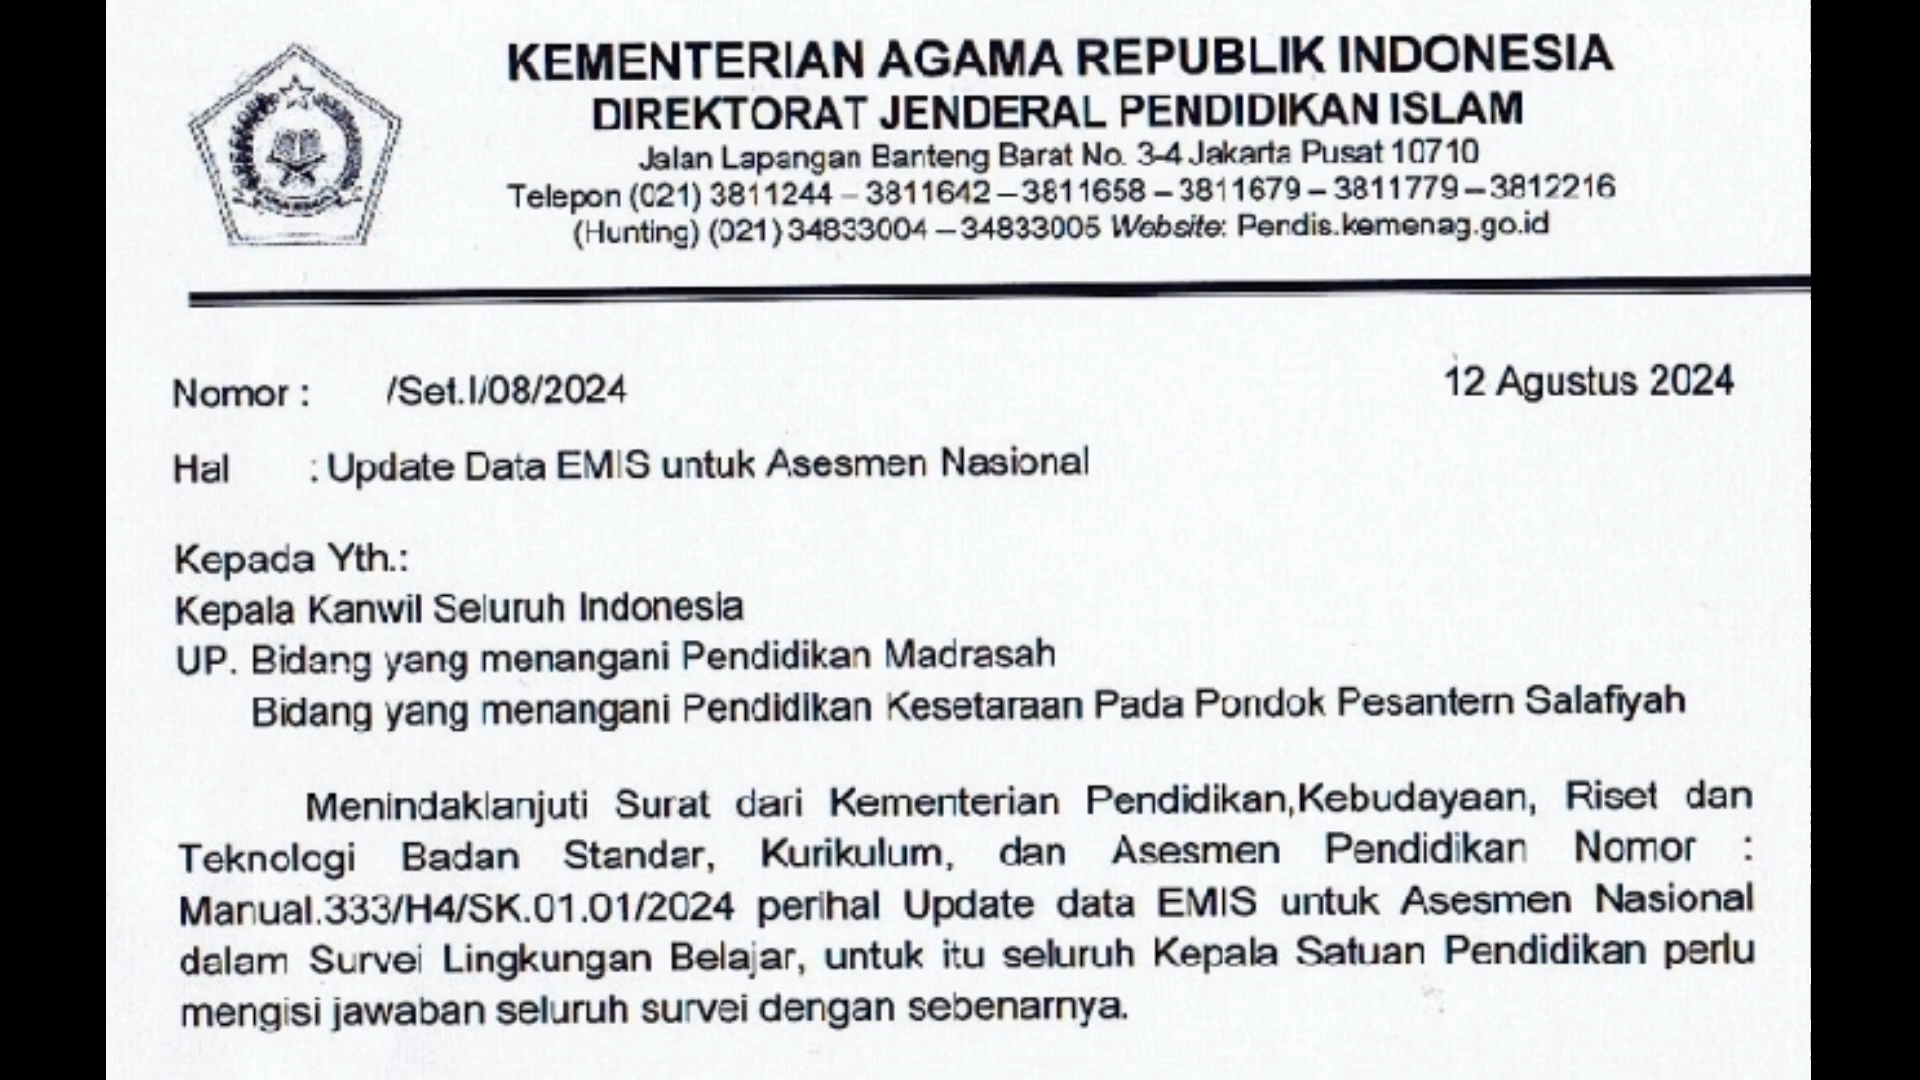 KEMENTERIAN AGAMA REPUBLIK INDONESIA
DIREKTORAT JENDERAL PENDIDIKAN ISLAM
Jalan Lapangan Banteng Barat No. 3-4 Jakarta Pusat 10710
Telepon (021) 3811244 – 3811642 – 3811658 – 3811679 – 3811779 – 3812216
(Hunting) (021) 34833004 – 34833005 Website: Pendis.kemenag.go.id
Nomor : /Set.I/08/2024 12 Agustus 2024
Hal : Update Data EMIS untuk Asesmen Nasional
Kepada Yth.:
Kepala Kanwil Seluruh Indonesia
UP. Bidang yang menangani Pendidikan Madrasah
Bidang yang menangani Pendidikan Kesetaraan Pada Pondok Pesantern Salafiyah
Menindaklanjuti Surat dari Kementerian Pendidikan,Kebudayaan, Riset dan
Teknologi Badan Standar, Kurikulum, dan Asesmen Pendidikan Nomor :
Manual.333/H4/SK.01.01/2024 perihal Update data EMIS untuk Asesmen Nasional
dalam Survei Lingkungan Belajar, untuk itu seluruh Kepala Satuan Pendidikan perlu
mengisi jawaban seluruh survei dengan sebenarnya.